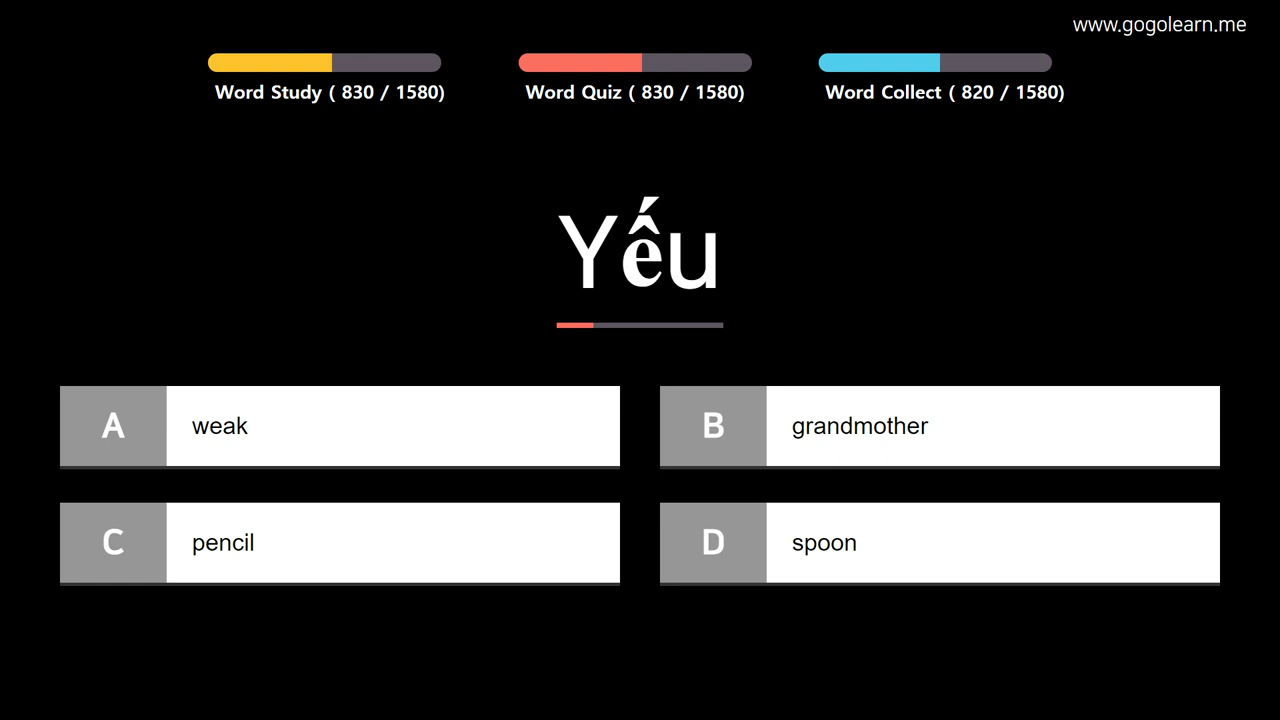 www.gogolearn.me
Word Study ( 830 / 1580)
Word Quiz ( 830 / 1580)
Word Collect ( 820 / 1580)
Yếu
A weak
B grandmother
C pencil
D spoon